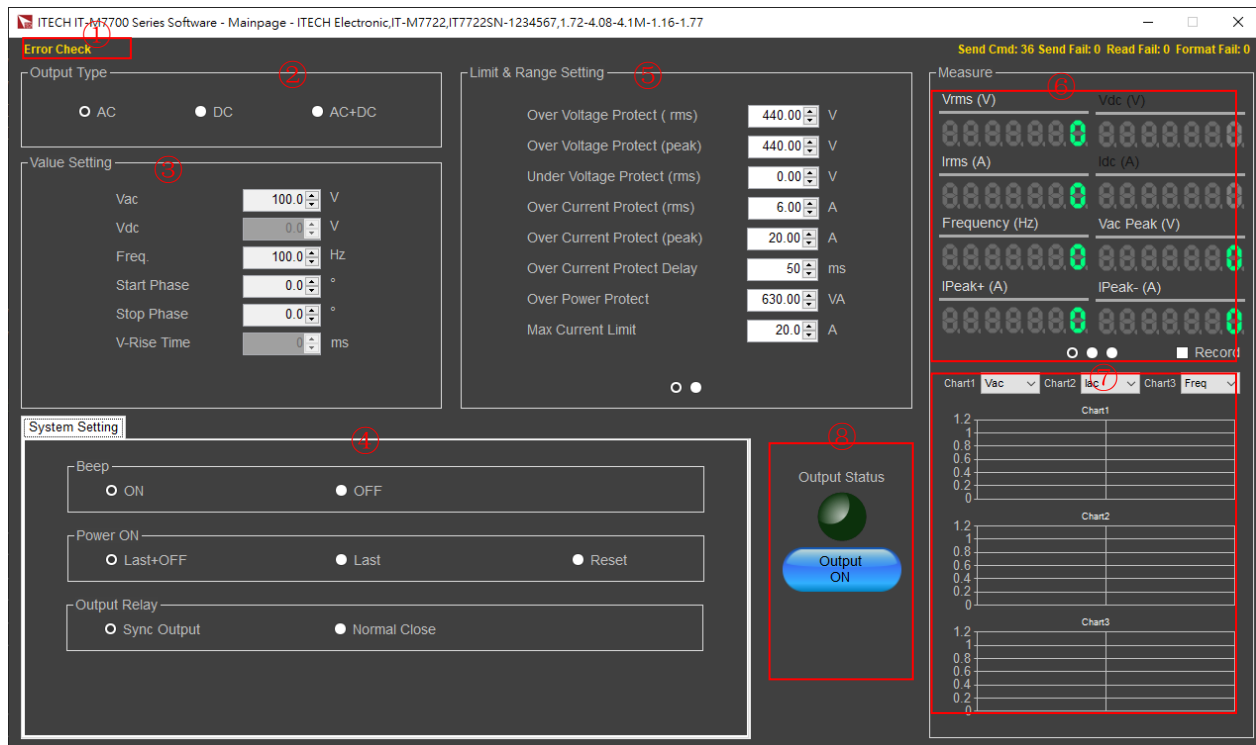 ITECH IT-M7700 Series Software - Mainpage - ITECH Electronic,IT-M7722,IT7722SN-1234567,1.72-4.08-4.1M-1.16-1.77
①
Error Check
Send Cmd: 36 Send Fail: 0 Read Fail: 0 Format Fail: 0
Output Type
②
AC
DC
AC+DC
Value Setting
③
Vac 100.0 V
Vdc 0.0 V
Freq. 100.0 Hz
Start Phase 0.0 °
Stop Phase 0.0 °
V-Rise Time 0 ms
Limit & Range Setting
⑤
Over Voltage Protect ( rms) 440.00 V
Over Voltage Protect (peak) 440.00 V
Under Voltage Protect (rms) 0.00 V
Over Current Protect (rms) 6.00 A
Over Current Protect (peak) 20.00 A
Over Current Protect Delay 50 ms
Over Power Protect 630.00 VA
Max Current Limit 20.0 A
System Setting
④
Beep
ON
OFF
Power ON
Last+OFF
Last
Reset
Output Relay
Sync Output
Normal Close
⑧
Output Status
Output
ON
Measure
⑥
Vrms (V) Vdc (V)
0
Irms (A) Idc (A)
0
Frequency (Hz) Vac Peak (V)
0 0
IPeak+ (A) IPeak- (A)
0 0
Record
⑦
Chart1 Vac Chart2 Iac Chart3 Freq
Chart1
1.2
1
0.8
0.6
0.4
0.2
0
Chart2
1.2
1
0.8
0.6
0.4
0.2
0
Chart3
1.2
1
0.8
0.6
0.4
0.2
0